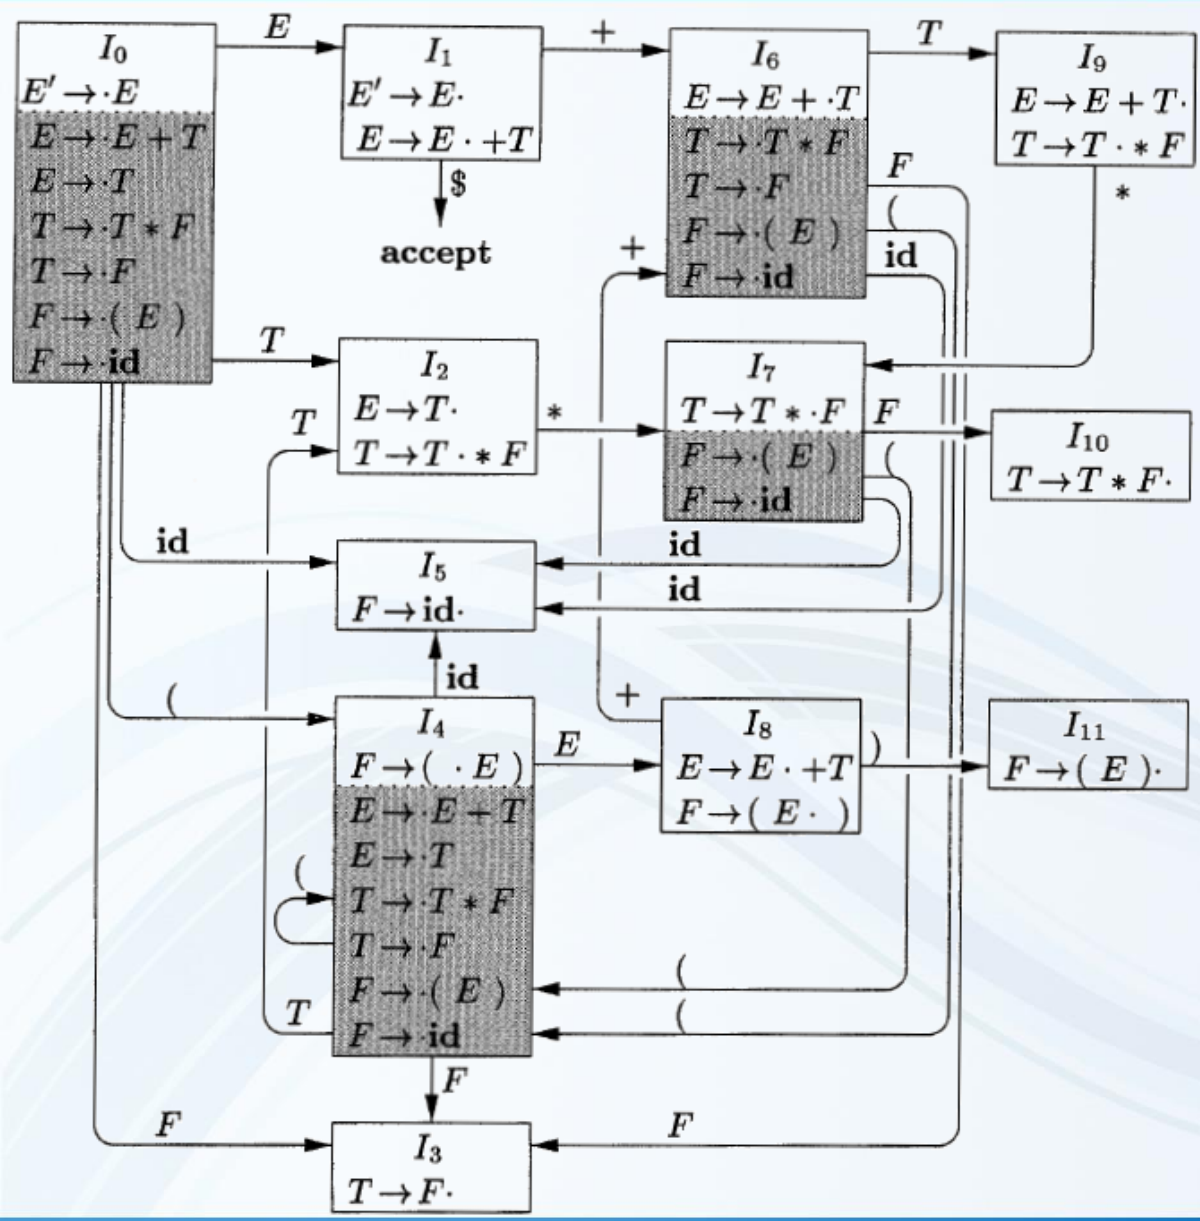 I₀
E′ → ·E
E → ·E + T
E → ·T
T → ·T * F
T → ·F
F → ·( E )
F → ·id
E
I₁
E′ → E·
E → E · +T
$
accept
+
I₆
E → E + ·T
T → ·T * F
T → ·F
F → ·( E )
F → ·id
T
I₉
E → E + T·
T → T · * F
*
F
(
id
+
T
I₂
E → T·
T → T · * F
T
*
I₇
T → T * ·F
F → ·( E )
F → ·id
F
(
I₁₀
T → T * F·
id
I₅
F → id·
id
id
id
(
I₄
F → ( · E )
E → ·E + T
E → ·T
T → ·T * F
T → ·F
F → ·( E )
F → ·id
(
T
E
+
I₈
E → E · +T
F → ( E · )
)
I₁₁
F → ( E )·
(
(
F
F
I₃
T → F·
F